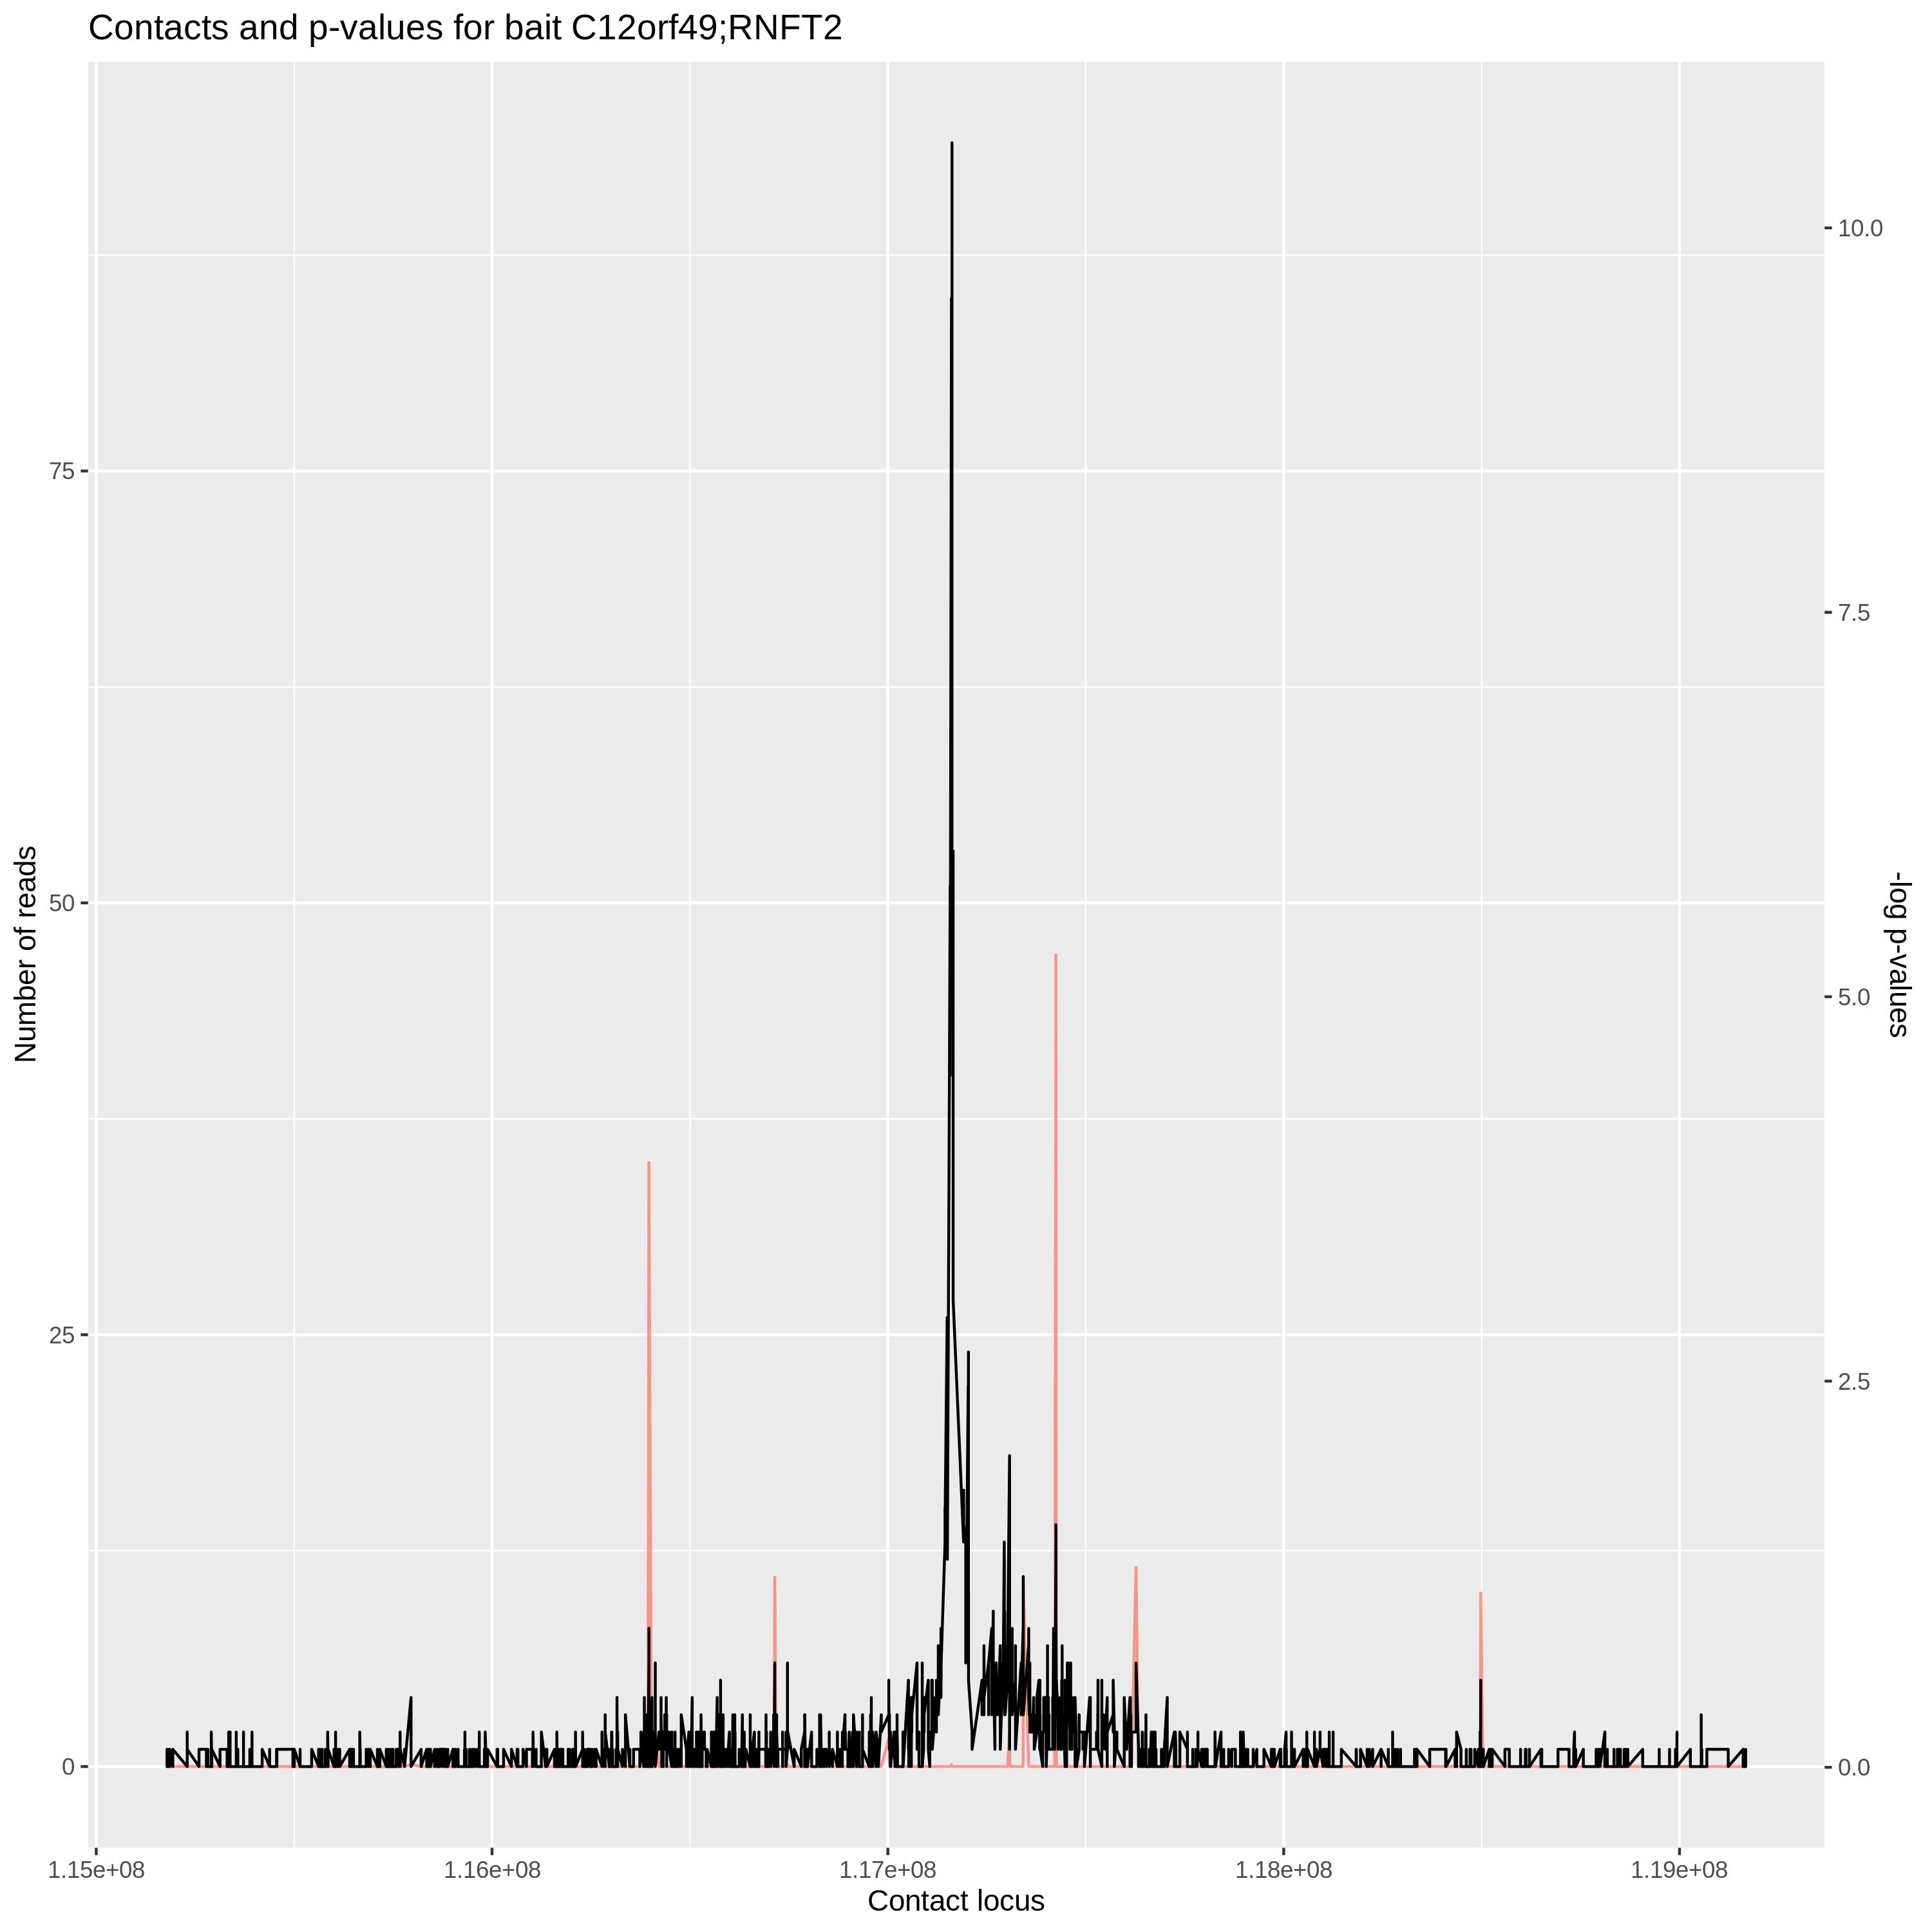 Contacts and p-values for bait C12orf49;RNFT2
Number of reads
75
50
25
0
10.0
7.5
5.0
2.5
0.0
-log p-values
1.15e+08
1.16e+08
1.17e+08
1.18e+08
1.19e+08
Contact locus